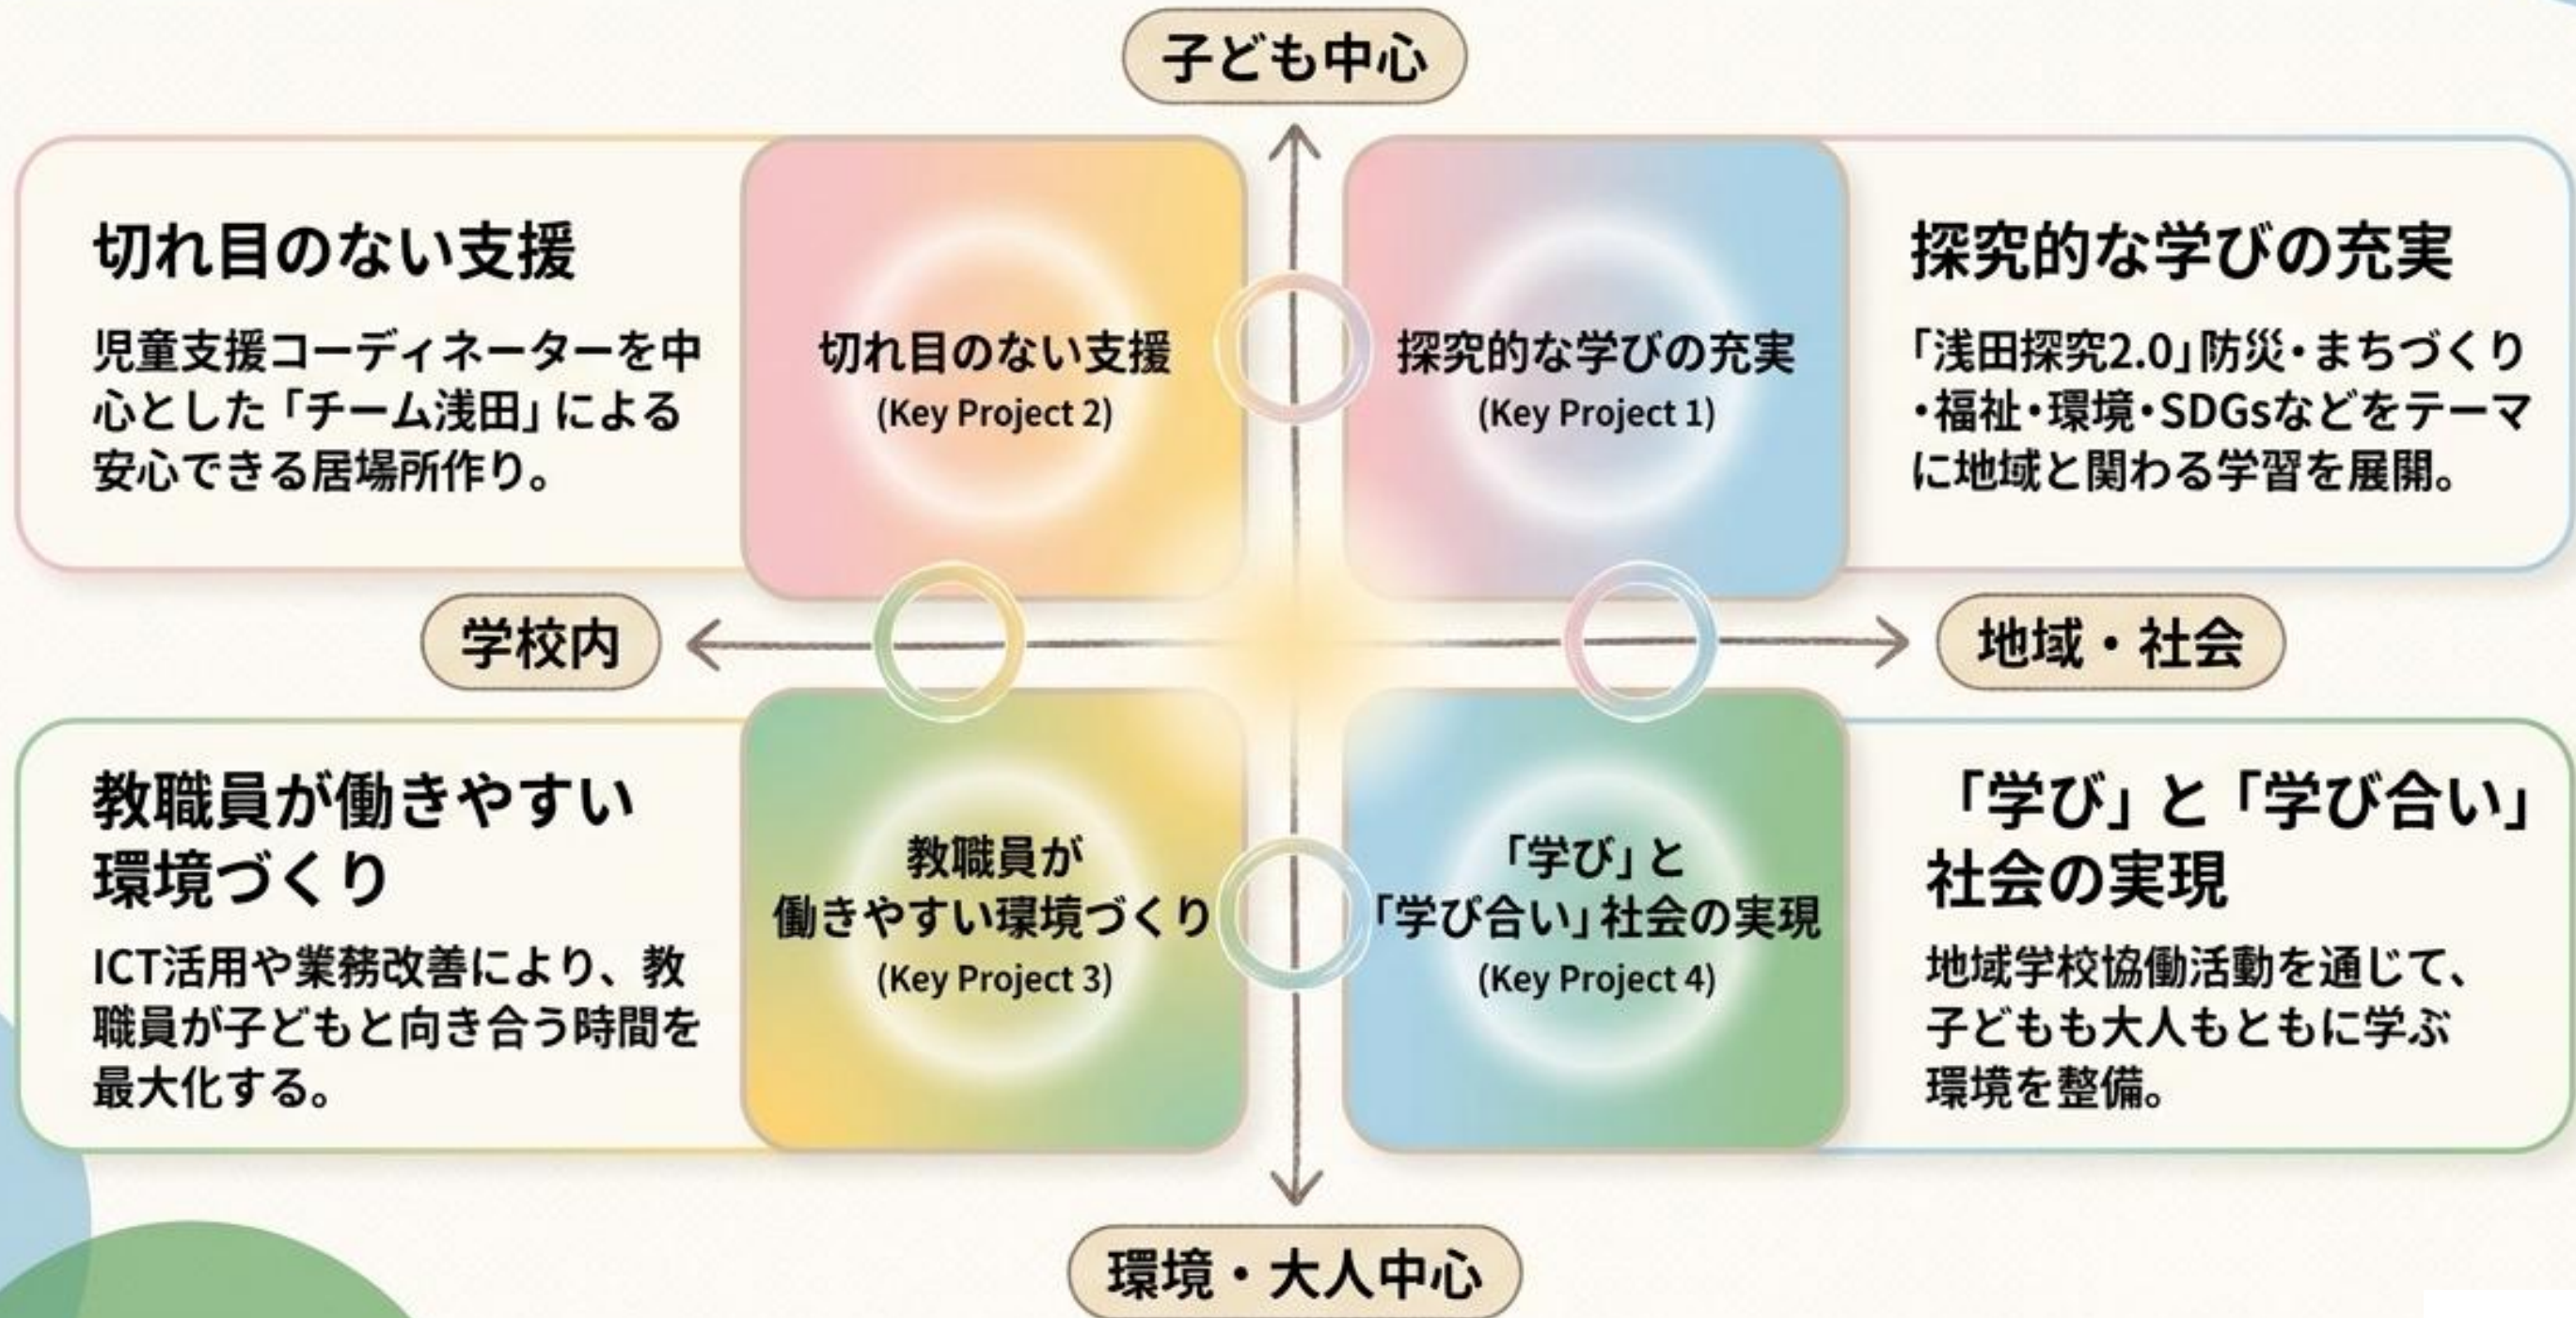 子ども中心
切れ目のない支援
児童支援コーディネーターを中
心とした「チーム浅田」による
安心できる居場所作り。
切れ目のない支援
(Key Project 2)
探究的な学びの充実
(Key Project 1)
探究的な学びの充実
「浅田探究2.0」防災・まちづくり
・福祉・環境・SDGsなどをテーマ
に地域と関わる学習を展開。
学校内
地域・社会
教職員が働きやすい
環境づくり
ICT活用や業務改善により、教
職員が子どもと向き合う時間を
最大化する。
教職員が
働きやすい環境づくり
(Key Project 3)
「学び」と
「学び合い」社会の実現
(Key Project 4)
「学び」と「学び合い」
社会の実現
地域学校協働活動を通じて、
子どもも大人もともに学ぶ
環境を整備。
環境・大人中心